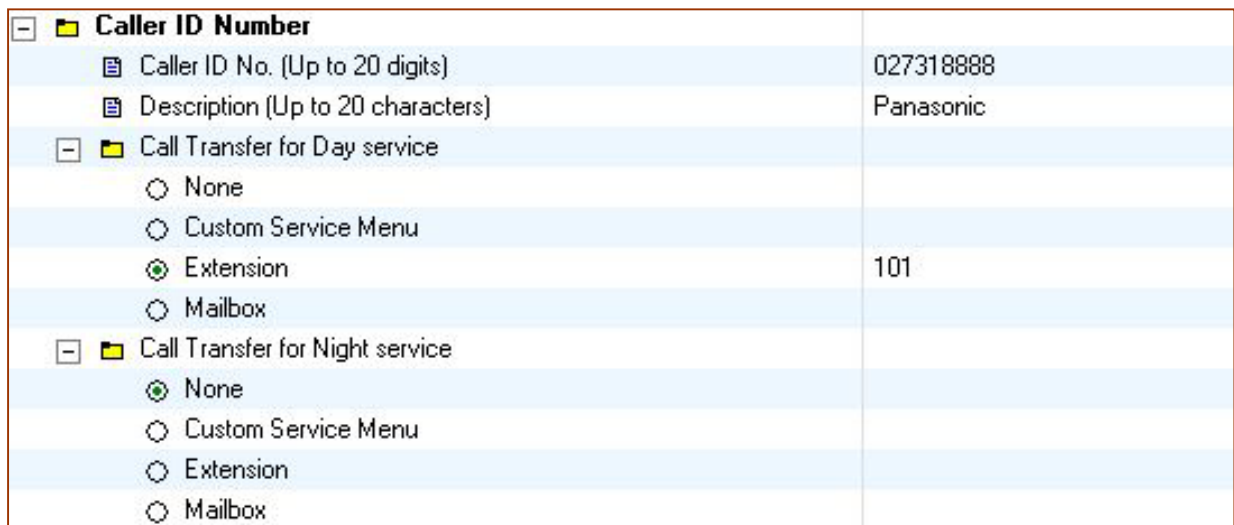 Caller ID Number
Caller ID No. (Up to 20 digits) 027318888
Description (Up to 20 characters) Panasonic
Call Transfer for Day service
None
Custom Service Menu
Extension 101
Mailbox
Call Transfer for Night service
None
Custom Service Menu
Extension
Mailbox